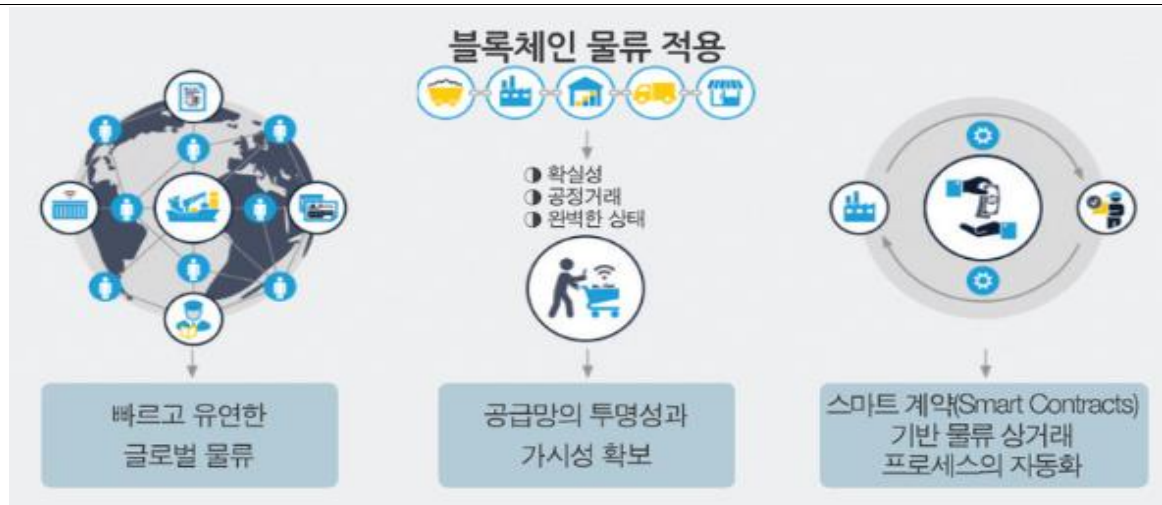 블록체인 물류 적용
확실성
공정거래
완벽한 상태
빠르고 유연한
글로벌 물류
공급망의 투명성과
가시성 확보
스마트 계약(Smart Contracts)
기반 물류 상거래
프로세스의 자동화